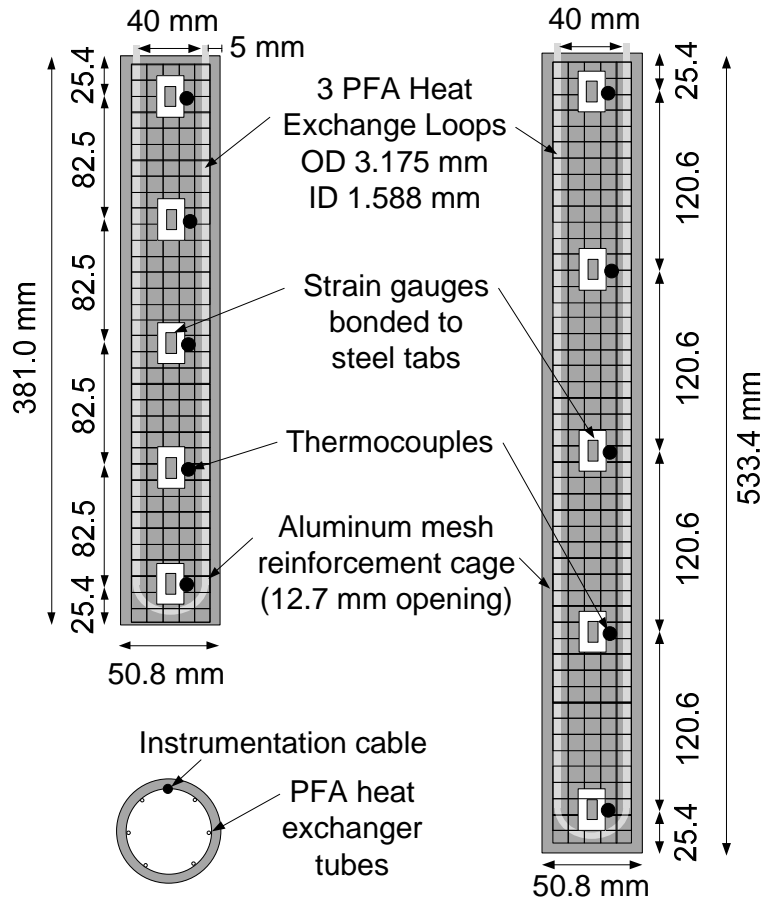 40 mm
5 mm
40 mm
25.4
82.5
82.5
82.5
82.5
25.4
381.0 mm
50.8 mm
3 PFA Heat
Exchange Loops
OD 3.175 mm
ID 1.588 mm
Strain gauges
bonded to
steel tabs
Thermocouples
Aluminum mesh
reinforcement cage
(12.7 mm opening)
25.4
120.6
120.6
120.6
120.6
25.4
533.4 mm
50.8 mm
Instrumentation cable
PFA heat
exchanger
tubes